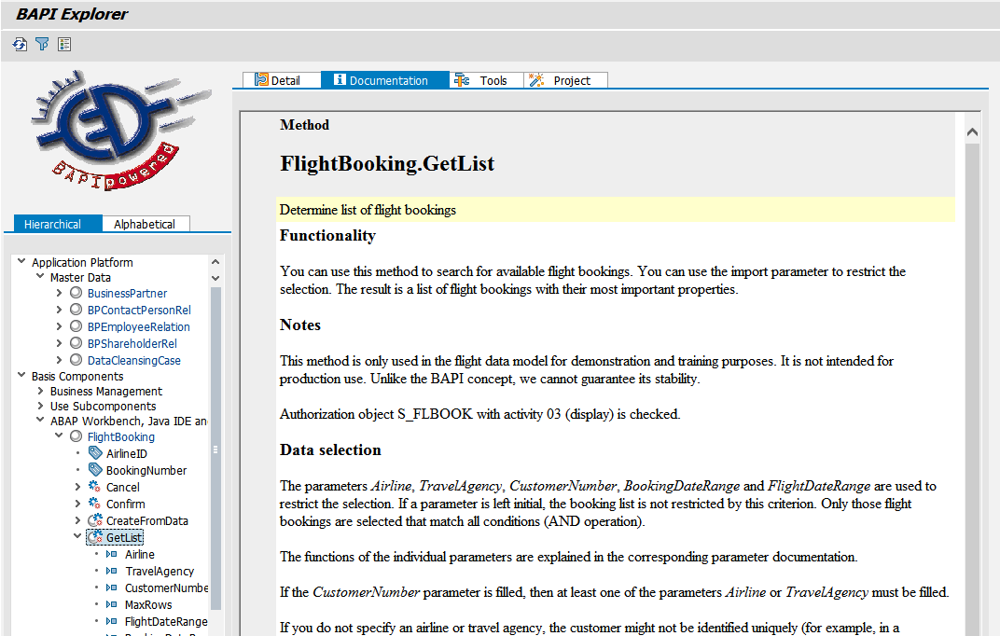 BAPI Explorer
BAPIpowered
Hierarchical
Alphabetical
Application Platform
Master Data
BusinessPartner
BPContactPersonRel
BPEmployeeRelation
BPShareholderRel
DataCleansingCase
Basis Components
Business Management
Use Subcomponents
ABAP Workbench, Java IDE an
FlightBooking
AirlineID
BookingNumber
Cancel
Confirm
CreateFromData
GetList
Airline
TravelAgency
CustomerNumbe
MaxRows
FlightDateRange
Detail
Documentation
Tools
Project
Method
FlightBooking.GetList
Determine list of flight bookings
Functionality
You can use this method to search for available flight bookings. You can use the import parameter to restrict the
selection. The result is a list of flight bookings with their most important properties.
Notes
This method is only used in the flight data model for demonstration and training purposes. It is not intended for
production use. Unlike the BAPI concept, we cannot guarantee its stability.
Authorization object S_FLBOOK with activity 03 (display) is checked.
Data selection
The parameters Airline, TravelAgency, CustomerNumber, BookingDateRange and FlightDateRange are used to
restrict the selection. If a parameter is left initial, the booking list is not restricted by this criterion. Only those flight
bookings are selected that match all conditions (AND operation).
The functions of the individual parameters are explained in the corresponding parameter documentation.
If the CustomerNumber parameter is filled, then at least one of the parameters Airline or TravelAgency must be filled.
If you do not specify an airline or travel agency, the customer might not be identified uniquely (for example, in a